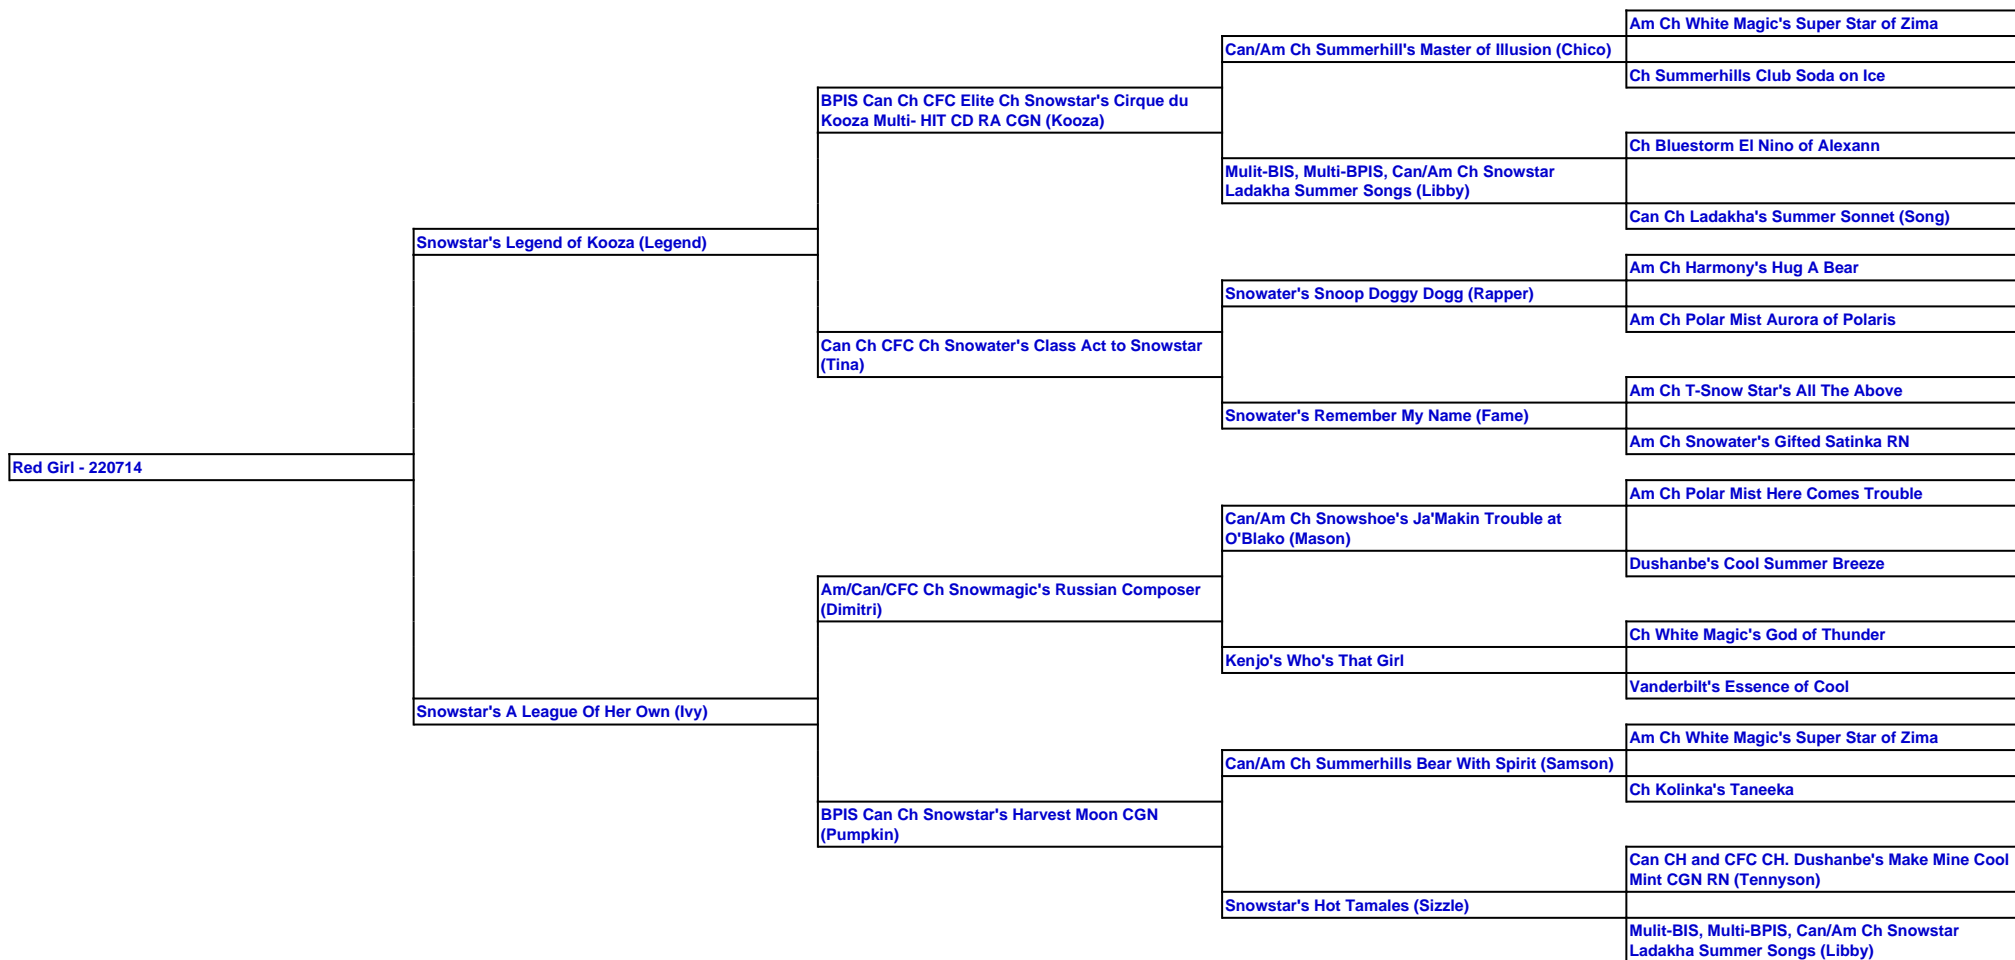 Am Ch White Magic's Super Star of Zima
Can/Am Ch Summerhill's Master of Illusion (Chico)
Ch Summerhills Club Soda on Ice
BPIS Can Ch CFC Elite Ch Snowstar's Cirque du
Kooza Multi- HIT CD RA CGN (Kooza)
Ch Bluestorm El Nino of Alexann
Mulit-BIS, Multi-BPIS, Can/Am Ch Snowstar
Ladakha Summer Songs (Libby)
Can Ch Ladakha's Summer Sonnet (Song)
Snowstar's Legend of Kooza (Legend)
Am Ch Harmony's Hug A Bear
Snowater's Snoop Doggy Dogg (Rapper)
Am Ch Polar Mist Aurora of Polaris
Can Ch CFC Ch Snowater's Class Act to Snowstar
(Tina)
Am Ch T-Snow Star's All The Above
Snowater's Remember My Name (Fame)
Am Ch Snowater's Gifted Satinka RN
Red Girl - 220714
Am Ch Polar Mist Here Comes Trouble
Can/Am Ch Snowshoe's Ja'Makin Trouble at
O'Blako (Mason)
Dushanbe's Cool Summer Breeze
Am/Can/CFC Ch Snowmagic's Russian Composer
(Dimitri)
Ch White Magic's God of Thunder
Kenjo's Who's That Girl
Vanderbilt's Essence of Cool
Snowstar's A League Of Her Own (Ivy)
Am Ch White Magic's Super Star of Zima
Can/Am Ch Summerhills Bear With Spirit (Samson)
Ch Kolinka's Taneeka
BPIS Can Ch Snowstar's Harvest Moon CGN
(Pumpkin)
Can CH and CFC CH. Dushanbe's Make Mine Cool
Mint CGN RN (Tennyson)
Snowstar's Hot Tamales (Sizzle)
Mulit-BIS, Multi-BPIS, Can/Am Ch Snowstar
Ladakha Summer Songs (Libby)